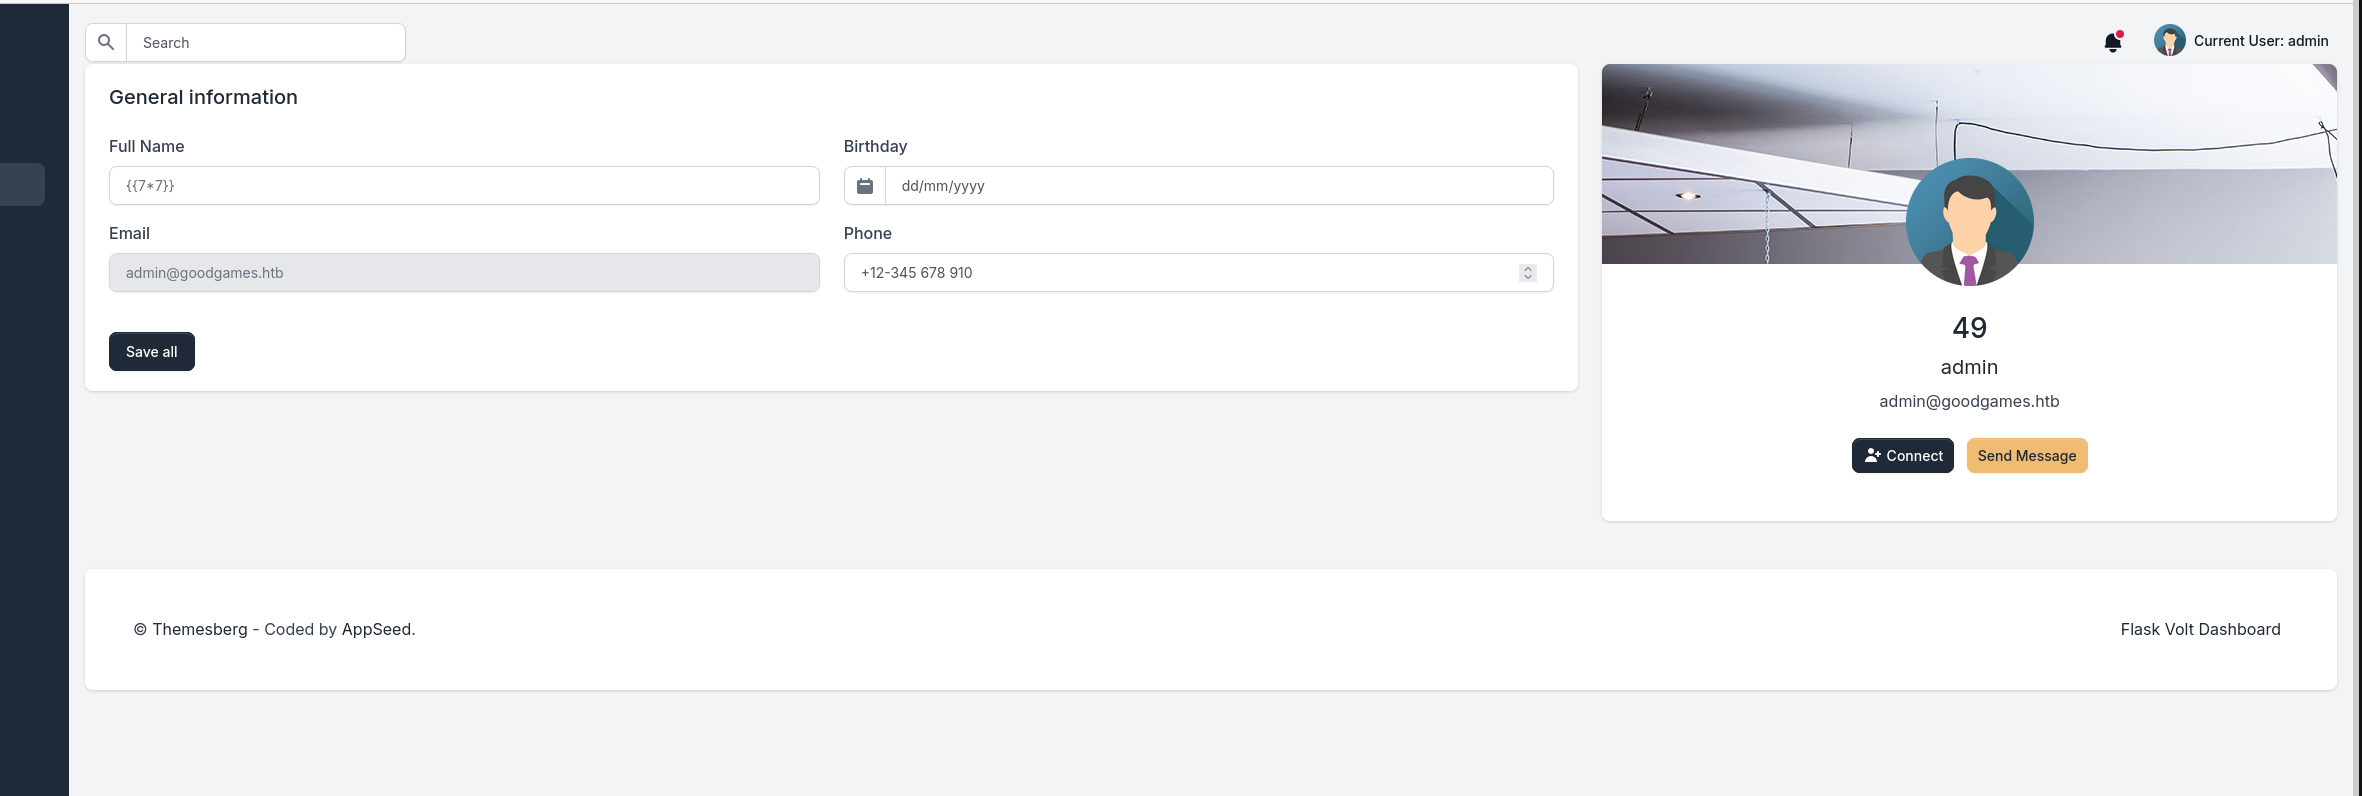 Search
Current User: admin
General information
Full Name
Birthday
{{7*7}}
dd/mm/yyyy
Email
Phone
admin@goodgames.htb
+12-345 678 910
Save all
49
admin
admin@goodgames.htb
Connect
Send Message
© Themesberg - Coded by AppSeed.
Flask Volt Dashboard